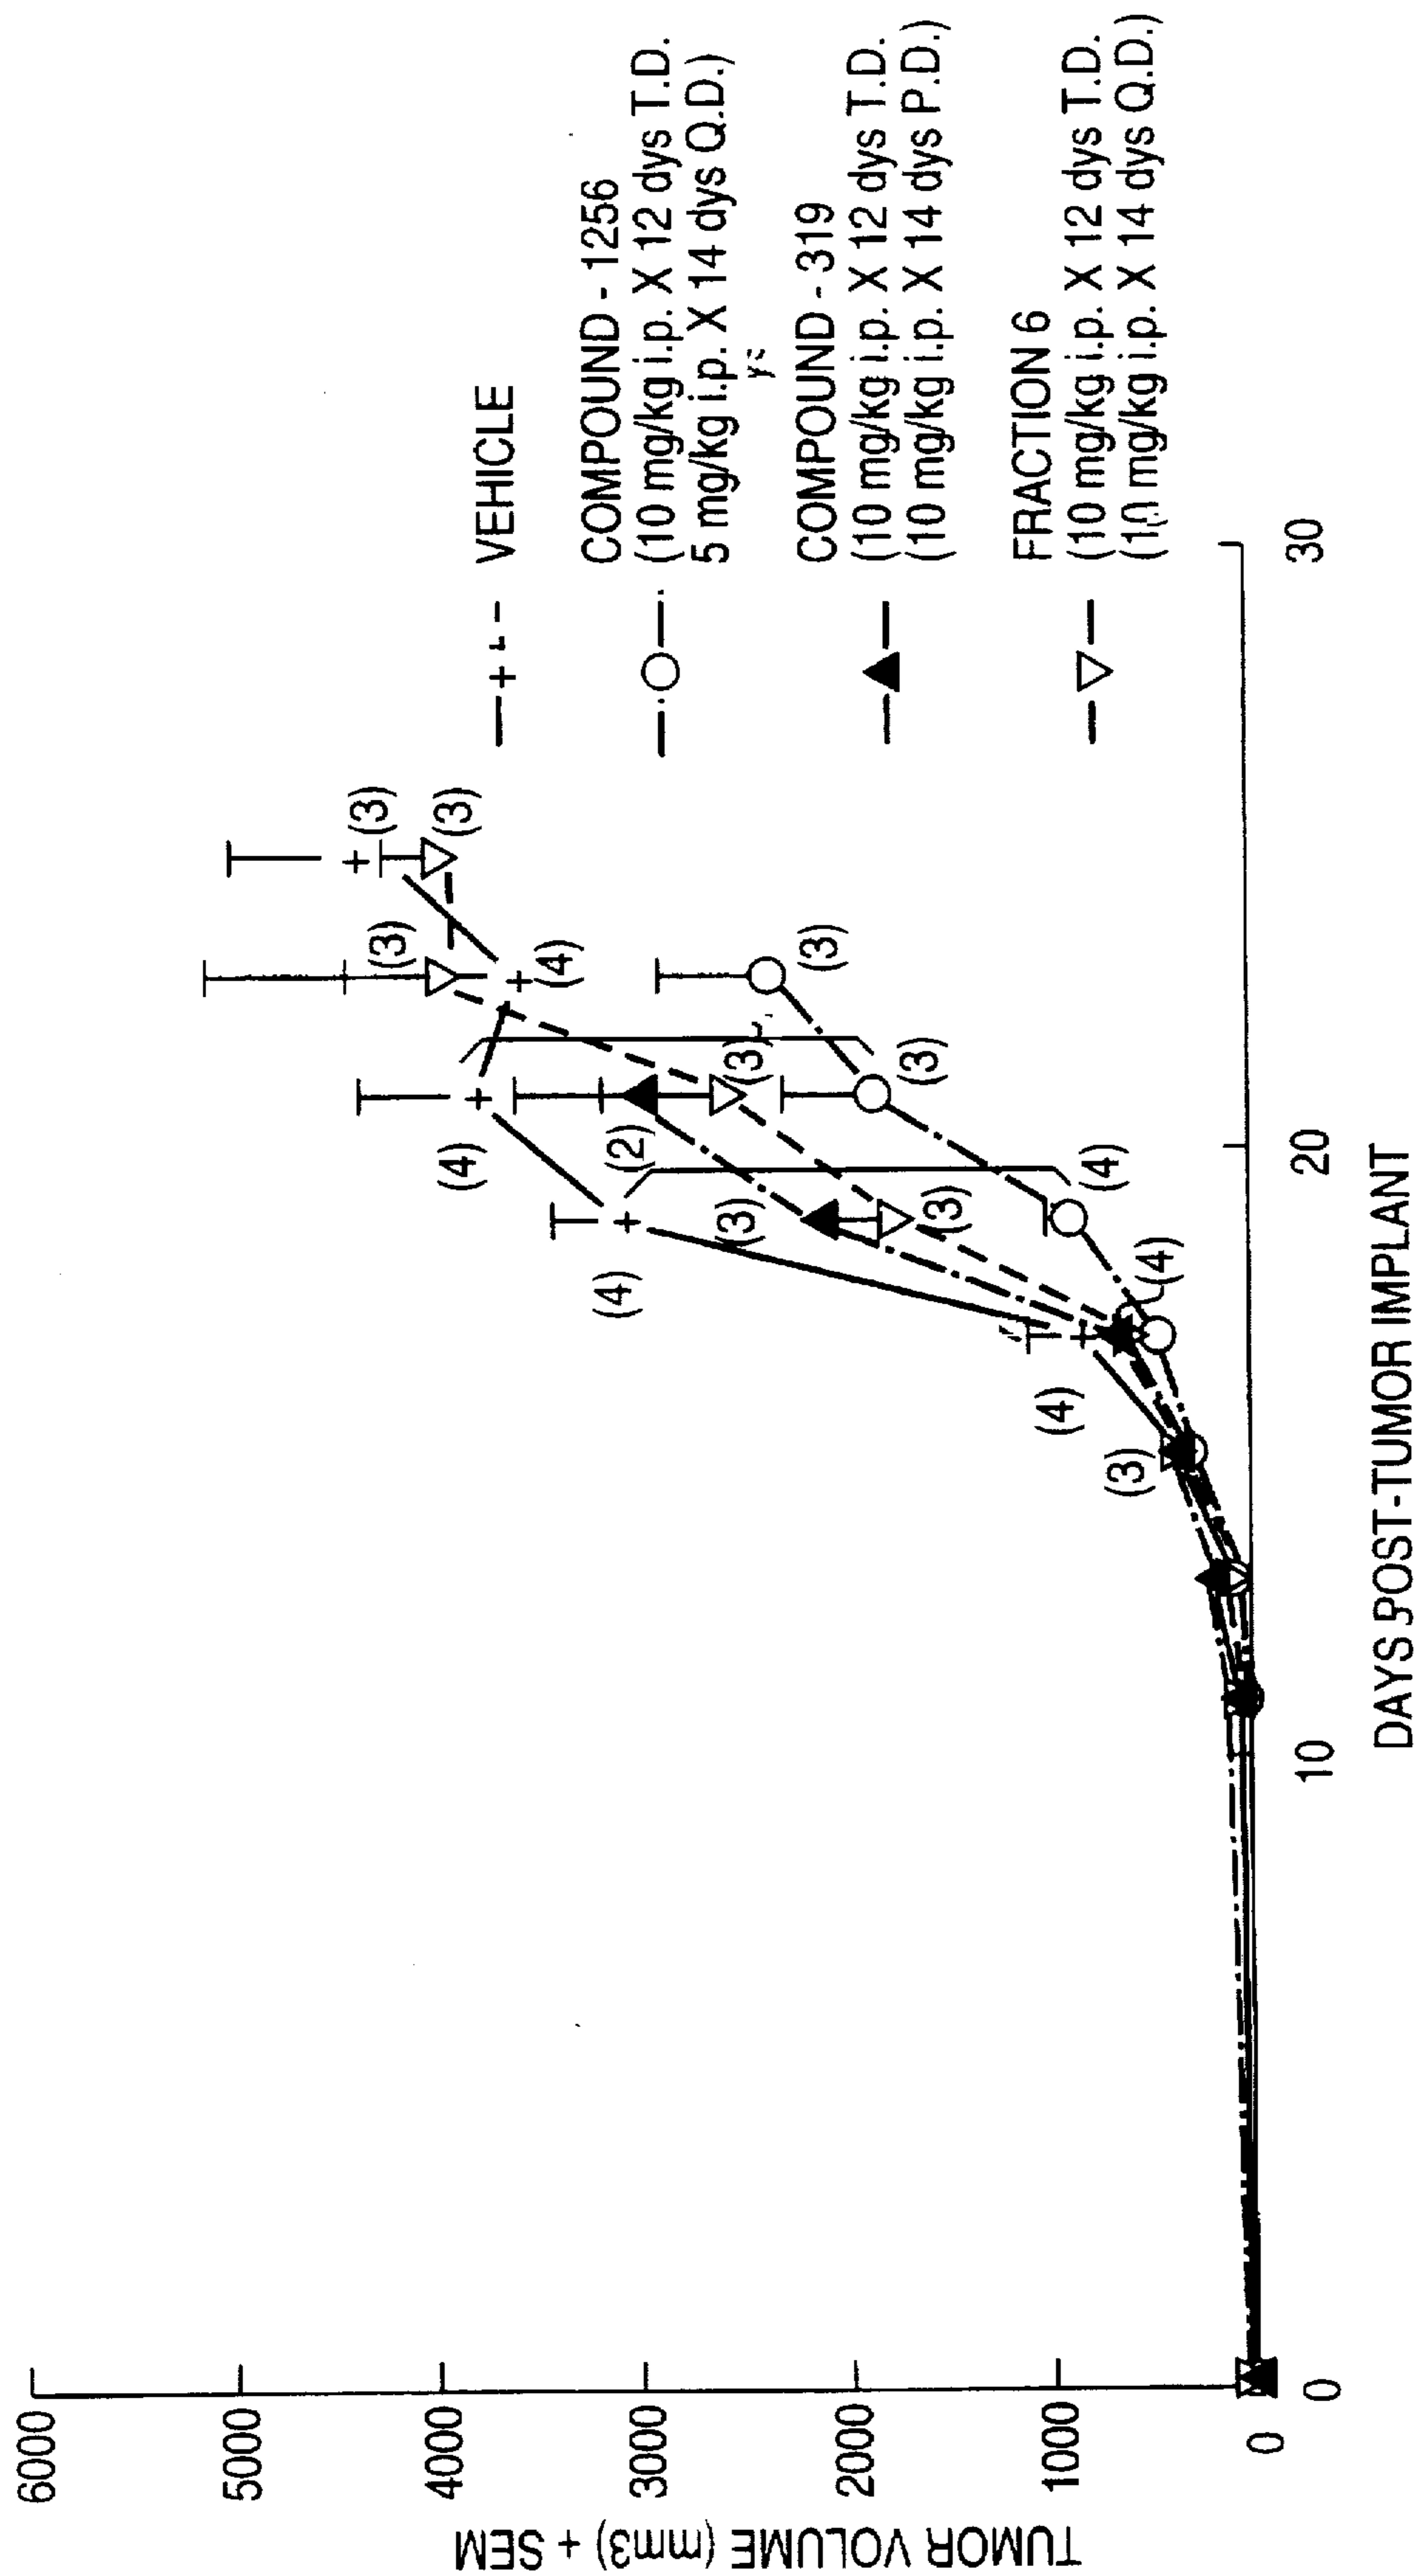 TUMOR VOLUME (mm3) + SEM
6000
5000
4000
3000
2000
1000
0
0
10
20
30
DAYS POST-TUMOR IMPLANT
(3)
(3)
(3)
(4)
(3)
(4)
(3)
(3)
(2)
(4)
(3)
(3)
(4)
(4)
(4)
(3)
VEHICLE
COMPOUND - 1256
(10 mg/kg i.p. X 12 dys T.D.
5 mg/kg i.p. X 14 dys Q.D.)
COMPOUND - 319
(10 mg/kg i.p. X 12 dys T.D.
(10 mg/kg i.p. X 14 dys P.D.)
FRACTION 6
(10 mg/kg i.p. X 12 dys T.D.
(10 mg/kg i.p. X 14 dys Q.D.)